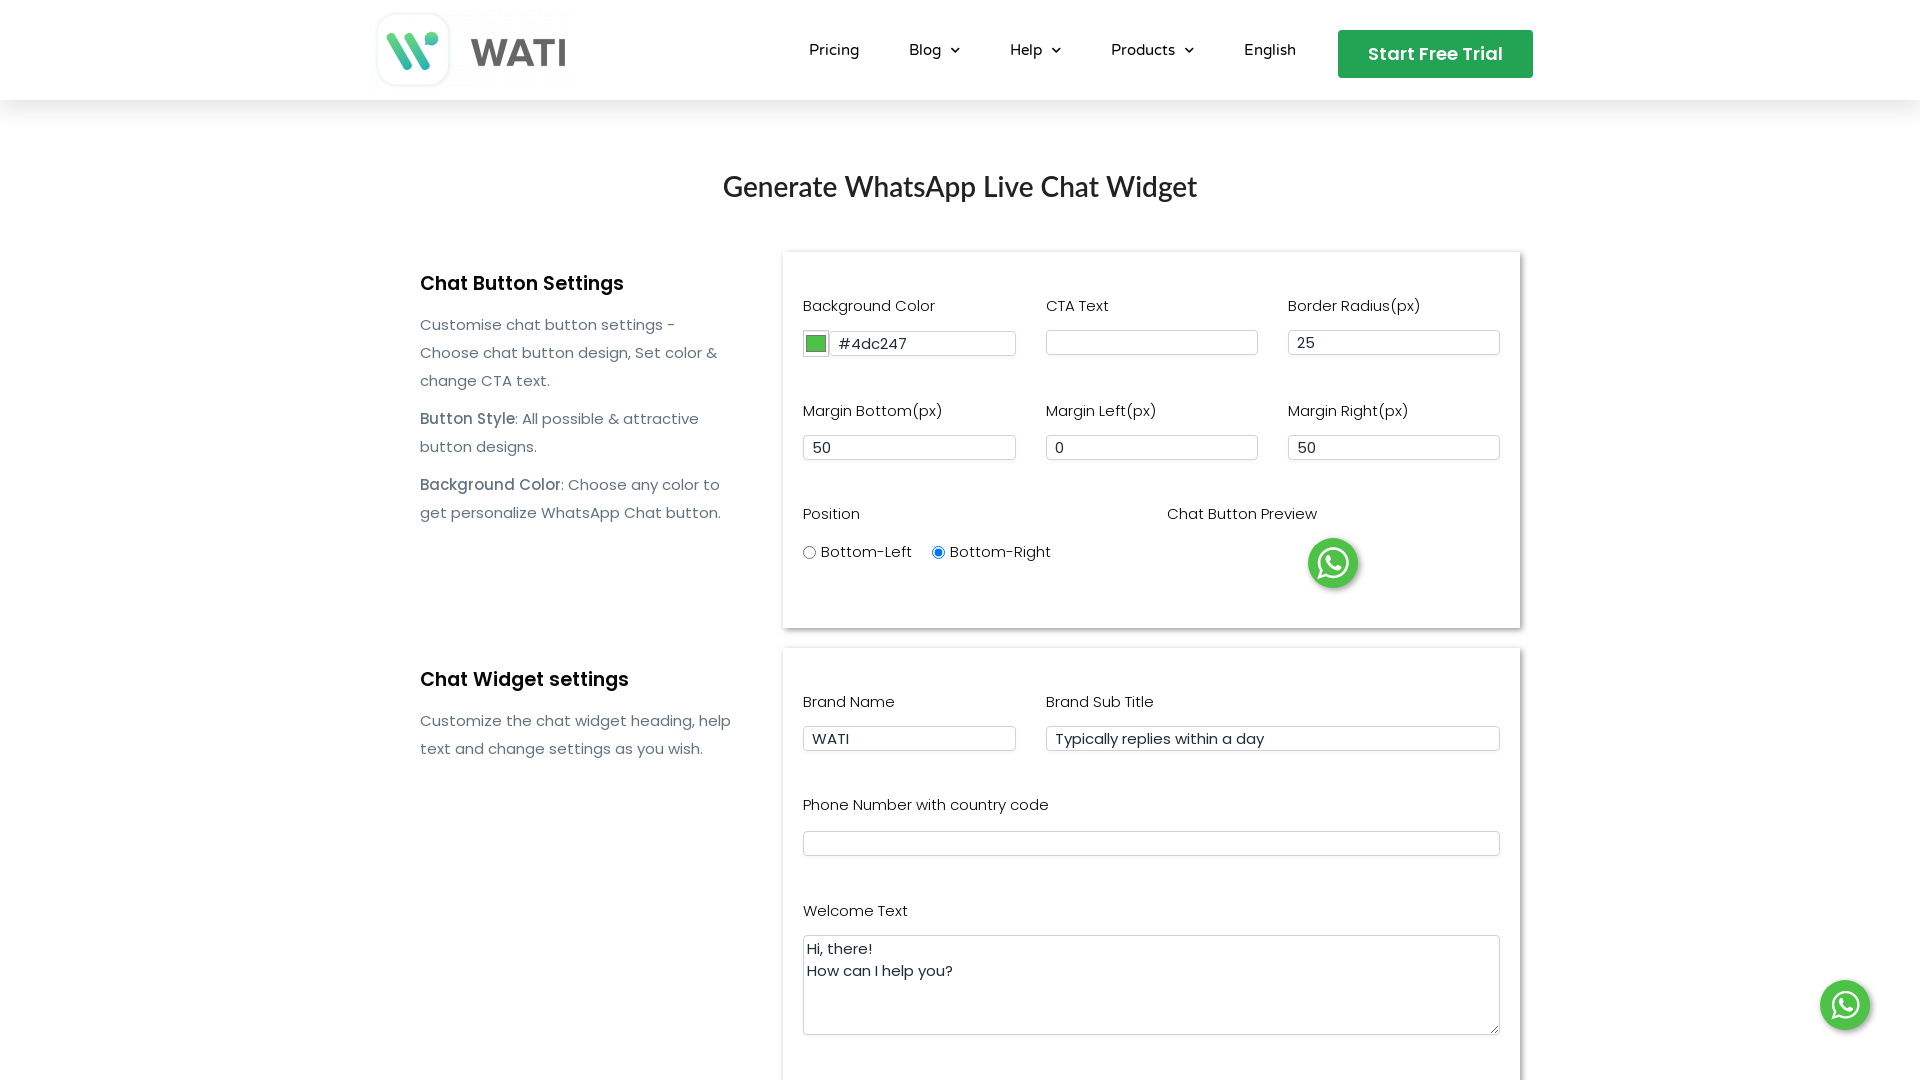 WATI
Pricing
Blog
Help
Products
English
Start Free Trial
Generate WhatsApp Live Chat Widget
Chat Button Settings
Customise chat button settings -
Choose chat button design, Set color &
change CTA text.
Button Style: All possible & attractive
button designs.
Background Color: Choose any color to
get personalize WhatsApp Chat button.
Background Color
#4dc247
CTA Text
Border Radius(px)
25
Margin Bottom(px)
50
Margin Left(px)
0
Margin Right(px)
50
Position
Bottom-Left
Bottom-Right
Chat Button Preview
Chat Widget settings
Customize the chat widget heading, help
text and change settings as you wish.
Brand Name
WATI
Brand Sub Title
Typically replies within a day
Phone Number with country code
Welcome Text
Hi, there!
How can I help you?